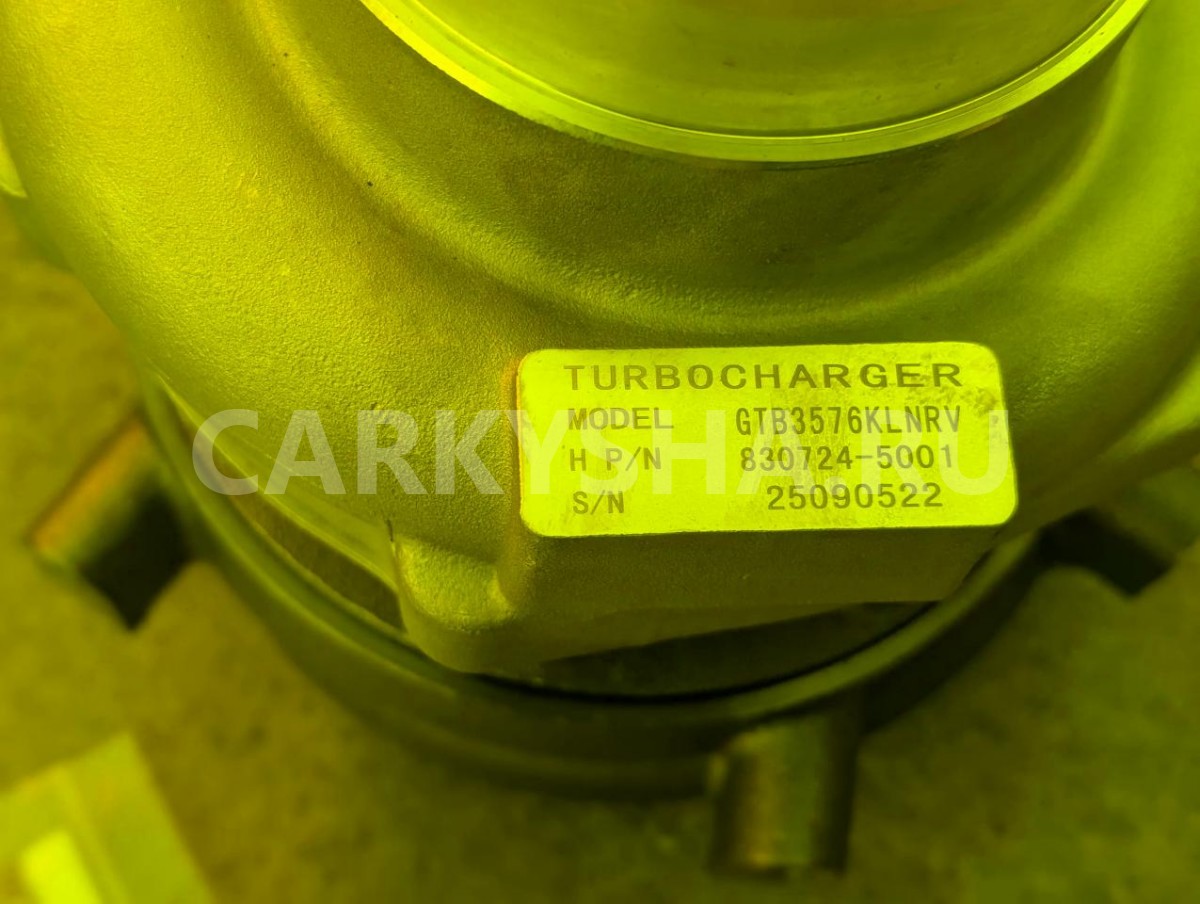 TURBOCHARGER
MODEL GTB3576KLNRV
H P/N 830724-5001
S/N 25090522
CARKYSHA.RU